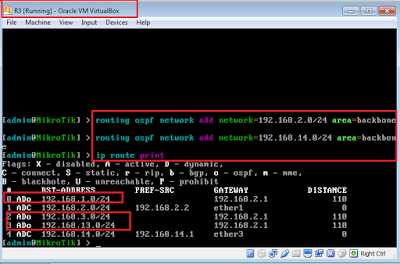 R3 [Running] - Oracle VM VirtualBox
File Machine View Input Devices Help
[admin@MikroTik] > routing ospf network add network=192.168.2.0/24 area=backbone
[admin@MikroTik] > routing ospf network add network=192.168.14.0/24 area=backbon
e
[admin@MikroTik] > ip route print
Flags: X - disabled, A - active, D - dynamic,
C - connect, S - static, r - rip, b - bgp, o - ospf, m - mme,
B - blackhole, U - unreachable, P - prohibit
# DST-ADDRESS PREF-SRC GATEWAY DISTANCE
0 ADo 192.168.1.0/24 192.168.2.1 110
1 ADC 192.168.2.0/24 192.168.2.2 ether1 0
2 ADo 192.168.3.0/24 192.168.2.1 110
3 ADo 192.168.13.0/24 192.168.2.1 110
4 ADC 192.168.14.0/24 192.168.14.1 ether3 0
[admin@MikroTik] > _
Right Ctrl